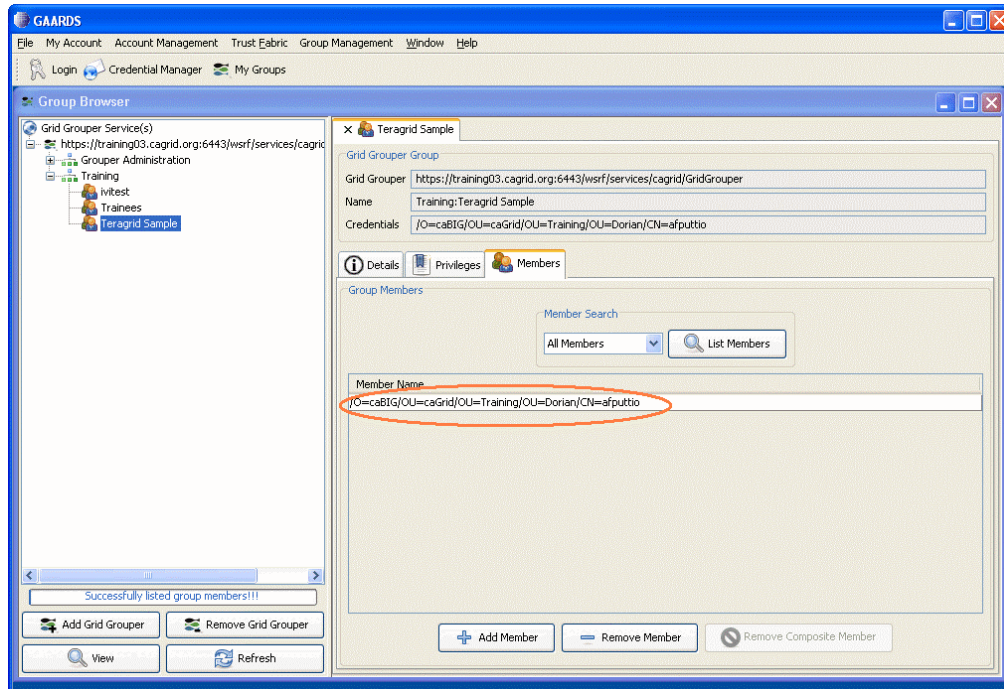 GAARDS
File My Account Account Management Trust Fabric Group Management Window Help
Login Credential Manager My Groups
Group Browser
Grid Grouper Service(s)
https://training03.cagrid.org:6443/wsrf/services/cagric
Grouper Administration
Training
ivitest
Trainees
Teragrid Sample
Successfully listed group members!!!
Add Grid Grouper Remove Grid Grouper
View Refresh
Teragrid Sample
Grid Grouper Group
Grid Grouper https://training03.cagrid.org:6443/wsrf/services/cagrid/GridGrouper
Name Training:Teragrid Sample
Credentials /O=caBIG/OU=caGrid/OU=Training/OU=Dorian/CN=afputtio
Details Privileges Members
Group Members
Member Search
All Members List Members
Member Name
/O=caBIG/OU=caGrid/OU=Training/OU=Dorian/CN=afputtio
Add Member Remove Member Remove Composite Member